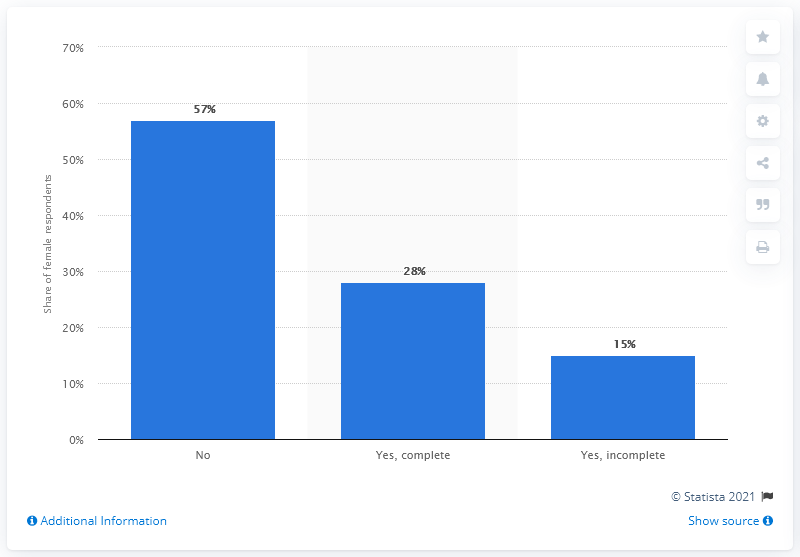 70%
60%
50%
40%
30%
20%
10%
0%
Share of female respondents
57%
28%
15%
No
Yes, complete
Yes, incomplete
© Statista 2021
Additional Information
Show source